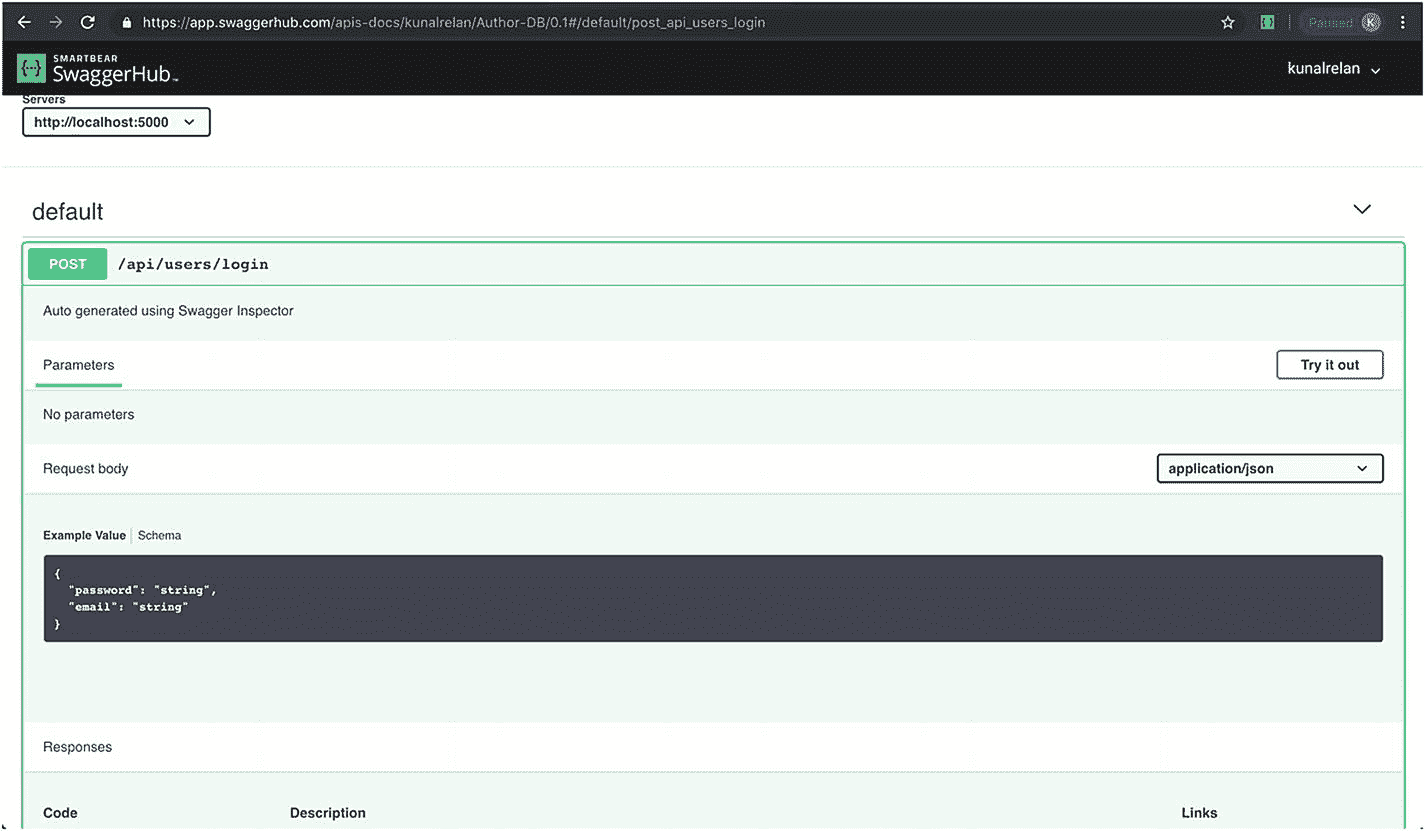 https://app.swaggerhub.com/apis-docs/kunalrelan/Author-DB/0.1#/default/post_api_users_login
Paused K
SMARTBEAR
SwaggerHub™
kunalrelan
Servers
http://localhost:5000
default
POST /api/users/login
Auto generated using Swagger Inspector
Parameters Try it out
No parameters
Request body application/json
Example Value Schema
{
"password": "string",
"email": "string"
}
Responses
Code Description Links